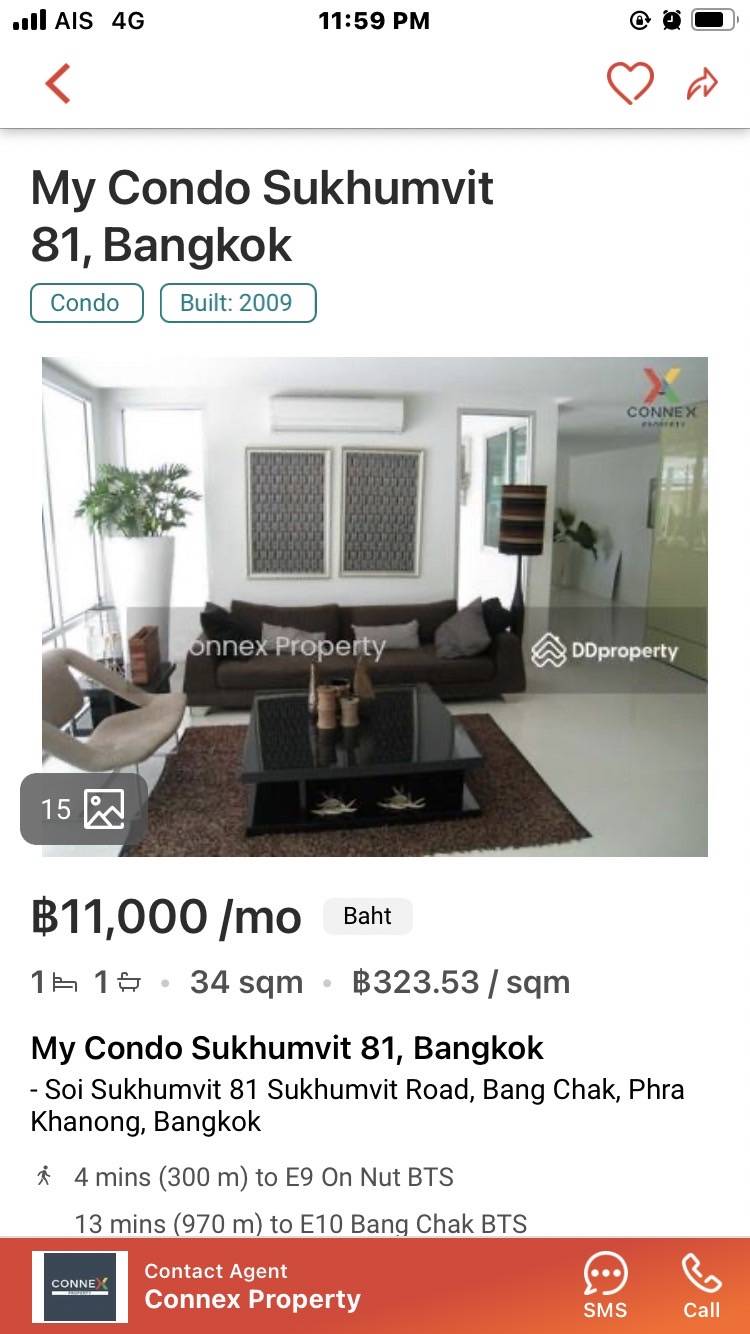 AIS 4G 11:59 PM
My Condo Sukhumvit
81, Bangkok
Condo Built: 2009
CONNEX
PROPERTY
onnex Property DDproperty
15
฿11,000 /mo Baht
1 1 • 34 sqm • ฿323.53 / sqm
My Condo Sukhumvit 81, Bangkok
- Soi Sukhumvit 81 Sukhumvit Road, Bang Chak, Phra
Khanong, Bangkok
4 mins (300 m) to E9 On Nut BTS
13 mins (970 m) to E10 Bang Chak BTS
CONNEX
PROPERTY
Contact Agent
Connex Property
SMS Call